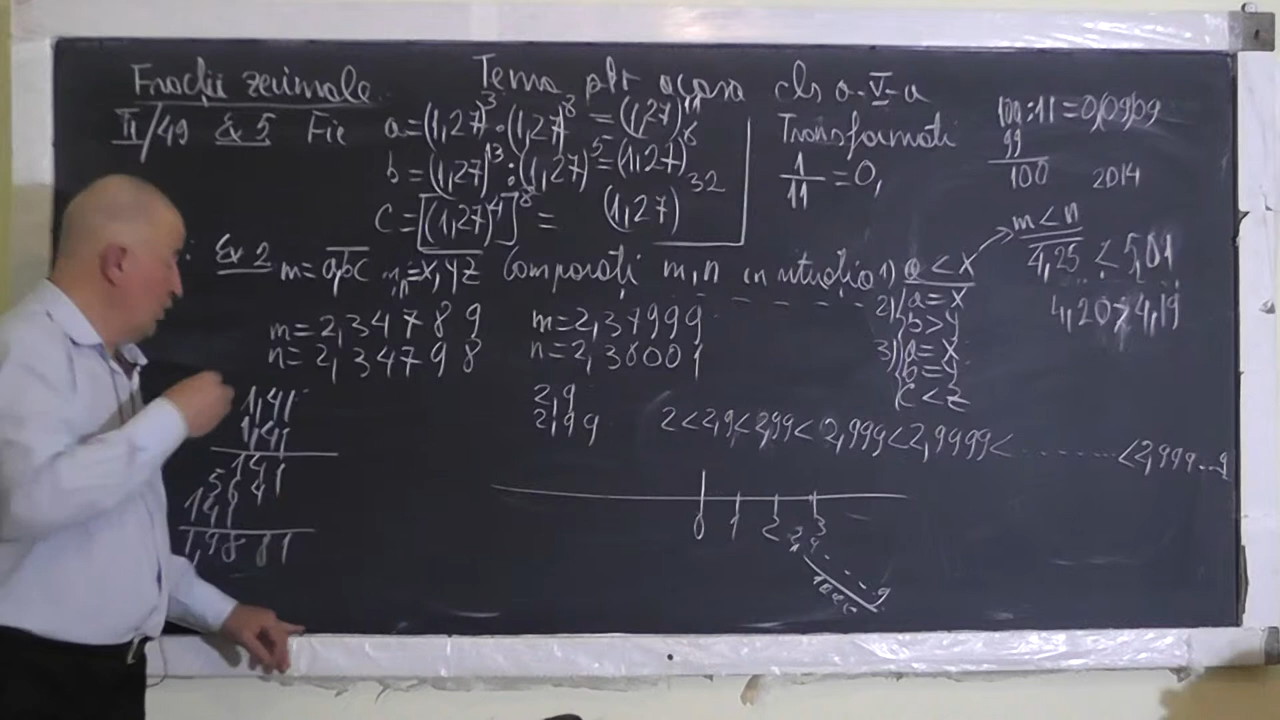 Fracții zecimale Tema ptr acasa cls a-V-a
II/49 Ex 5 Fie a=(1,27)³·(1,27)⁸=(1,27)¹¹
b=(1,27)¹³:(1,27)⁵=(1,27)⁸
c=[(1,27)⁴]⁸= (1,27)³²
Transformati
1/11=0,
100:11=0,(09)09
99
100 2014
Ex 2 m=a,bc n=x,yz Comparați m,n in situatia 1) a<x
m<n
4,25 < 5,01
2) a=x
b>y
4,20>4,19
3) a=x
b=y
c<z
m=2,34789 m=2,37999
n=2,34798 n=2,38001
1,41
1,41
141
564
141
1,9881
2,9
2,99
2<2,9<2,99<2,999<2,9999<........<2,999...9
0 1 2 3